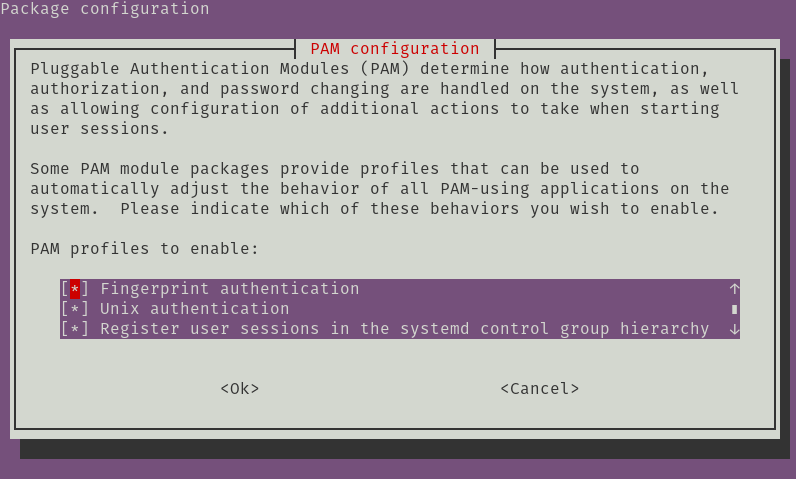 Package configuration
PAM configuration
Pluggable Authentication Modules (PAM) determine how authentication,
authorization, and password changing are handled on the system, as well
as allowing configuration of additional actions to take when starting
user sessions.
Some PAM module packages provide profiles that can be used to
automatically adjust the behavior of all PAM-using applications on the
system.  Please indicate which of these behaviors you wish to enable.
PAM profiles to enable:
[*] Fingerprint authentication ↑
[*] Unix authentication
[*] Register user sessions in the systemd control group hierarchy ↓
<Ok> <Cancel>